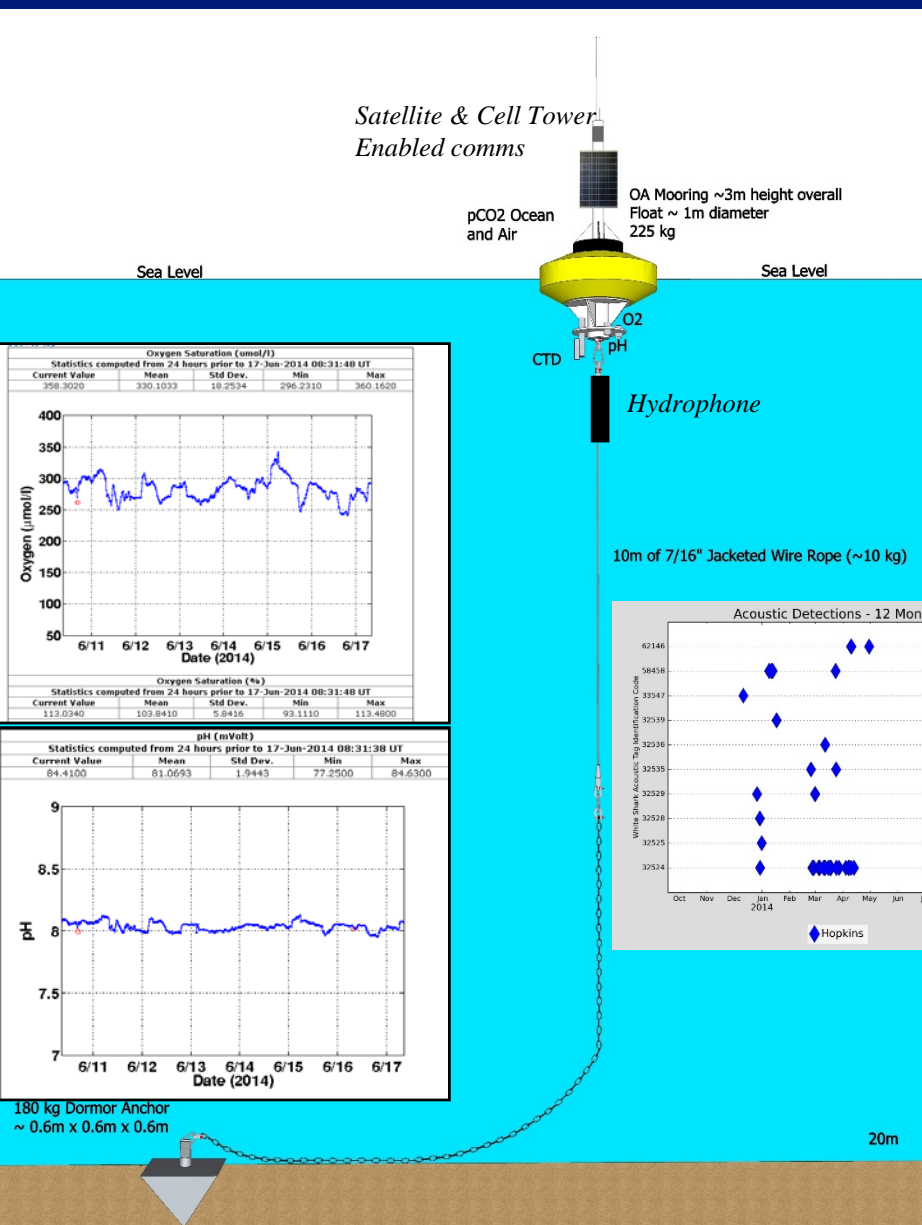 Satellite & Cell Tower
Enabled comms
OA Mooring ~3m height overall
Float ~ 1m diameter
225 kg
pCO2 Ocean
and Air
Sea Level
Sea Level
O2
pH
CTD
Hydrophone
Oxygen Saturation (umol/l)
Statistics computed from 24 hours prior to 17-Jun-2014 08:31:48 UT
Current Value Mean Std Dev. Min Max
358.3020 330.1033 18.2534 296.2310 360.1620
400
350
300
250
200
150
100
50
Oxygen (μmol/l)
6/11 6/12 6/13 6/14 6/15 6/16 6/17
Date (2014)
Oxygen Saturation (%)
Statistics computed from 24 hours prior to 17-Jun-2014 08:31:48 UT
Current Value Mean Std Dev. Min Max
113.0340 103.8410 5.8416 93.1110 113.4800
10m of 7/16" Jacketed Wire Rope (~10 kg)
Acoustic Detections - 12 Mon
White Shark Acoustic Tag Identification Code
62146
58458
33547
32539
32536
32535
32529
32528
32525
32524
Oct Nov Dec Jan Feb Mar Apr May Jun J
2014
Hopkins
pH (mVolt)
Statistics computed from 24 hours prior to 17-Jun-2014 08:31:38 UT
Current Value Mean Std Dev. Min Max
84.4100 81.0693 1.9443 77.2500 84.6300
9
8.5
8
7.5
7
pH
6/11 6/12 6/13 6/14 6/15 6/16 6/17
Date (2014)
180 kg Dormor Anchor
~ 0.6m x 0.6m x 0.6m
20m